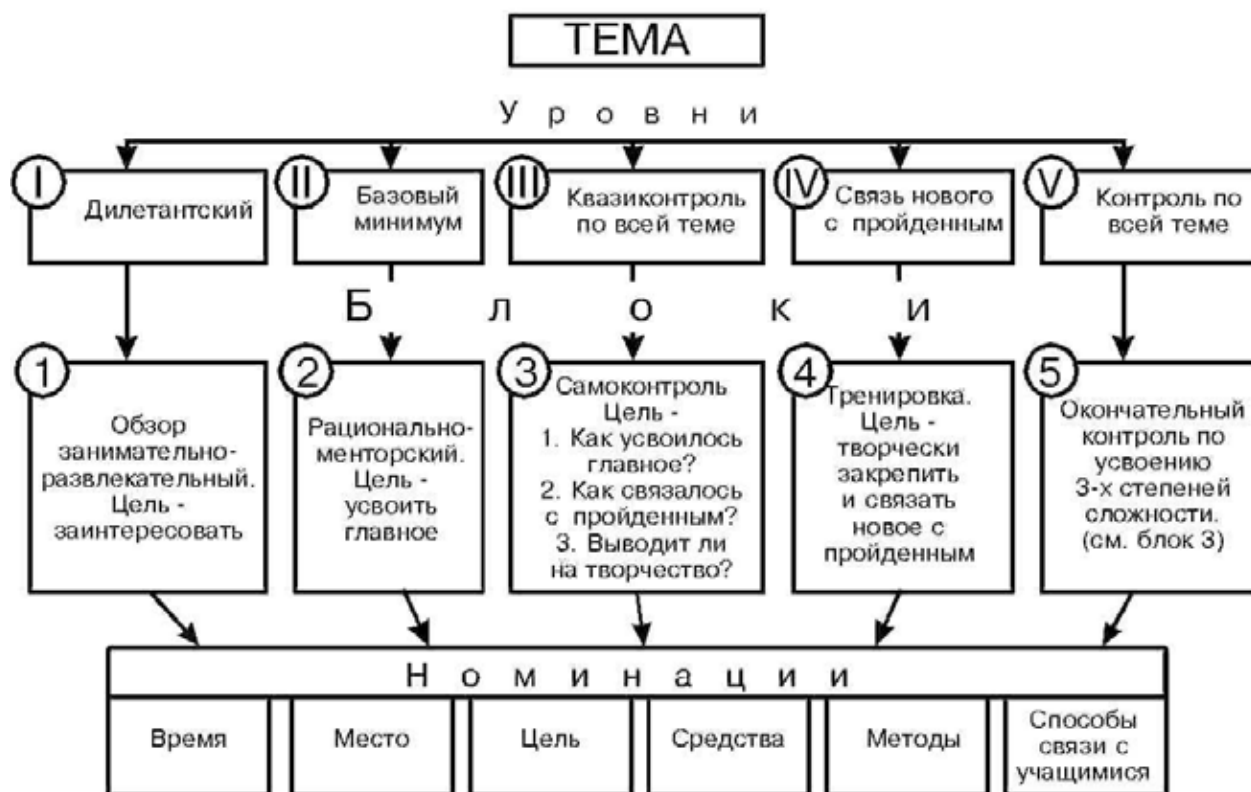 ТЕМА
У р о в н и
I
Дилетантский
II
Базовый
минимум
III
Квазиконтроль
по всей теме
IV
Связь нового
с пройденным
V
Контроль по
всей теме
Б л о к и
1
Обзор
занимательно-
развлекательный.
Цель -
заинтересовать
2
Рационально-
менторский.
Цель -
усвоить
главное
3
Самоконтроль
Цель -
1. Как усвоилось
главное?
2. Как связалось
с пройденным?
3. Выводит ли
на творчество?
4
Тренировка.
Цель -
творчески
закрепить
и связать
новое с
пройденным
5
Окончательный
контроль по
усвоению
3-х степеней
сложности.
(см. блок 3)
Н о м и н а ц и и
Время
Место
Цель
Средства
Методы
Способы
связи с
учащимися